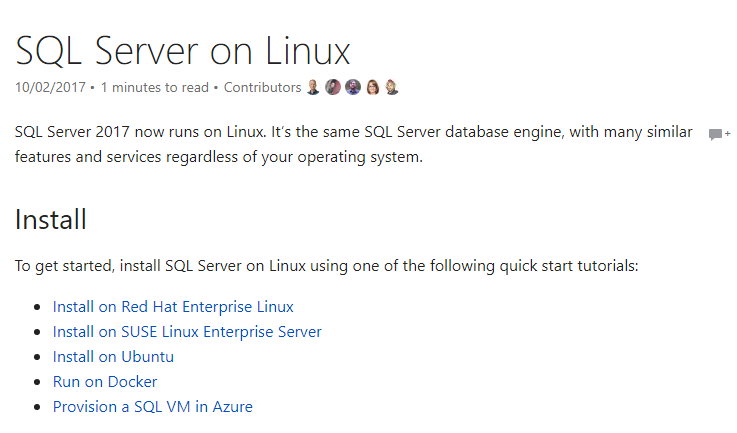 SQL Server on Linux
10/02/2017 • 1 minutes to read • Contributors
SQL Server 2017 now runs on Linux. It's the same SQL Server database engine, with many similar
features and services regardless of your operating system.
+
Install
To get started, install SQL Server on Linux using one of the following quick start tutorials:
• Install on Red Hat Enterprise Linux
• Install on SUSE Linux Enterprise Server
• Install on Ubuntu
• Run on Docker
• Provision a SQL VM in Azure